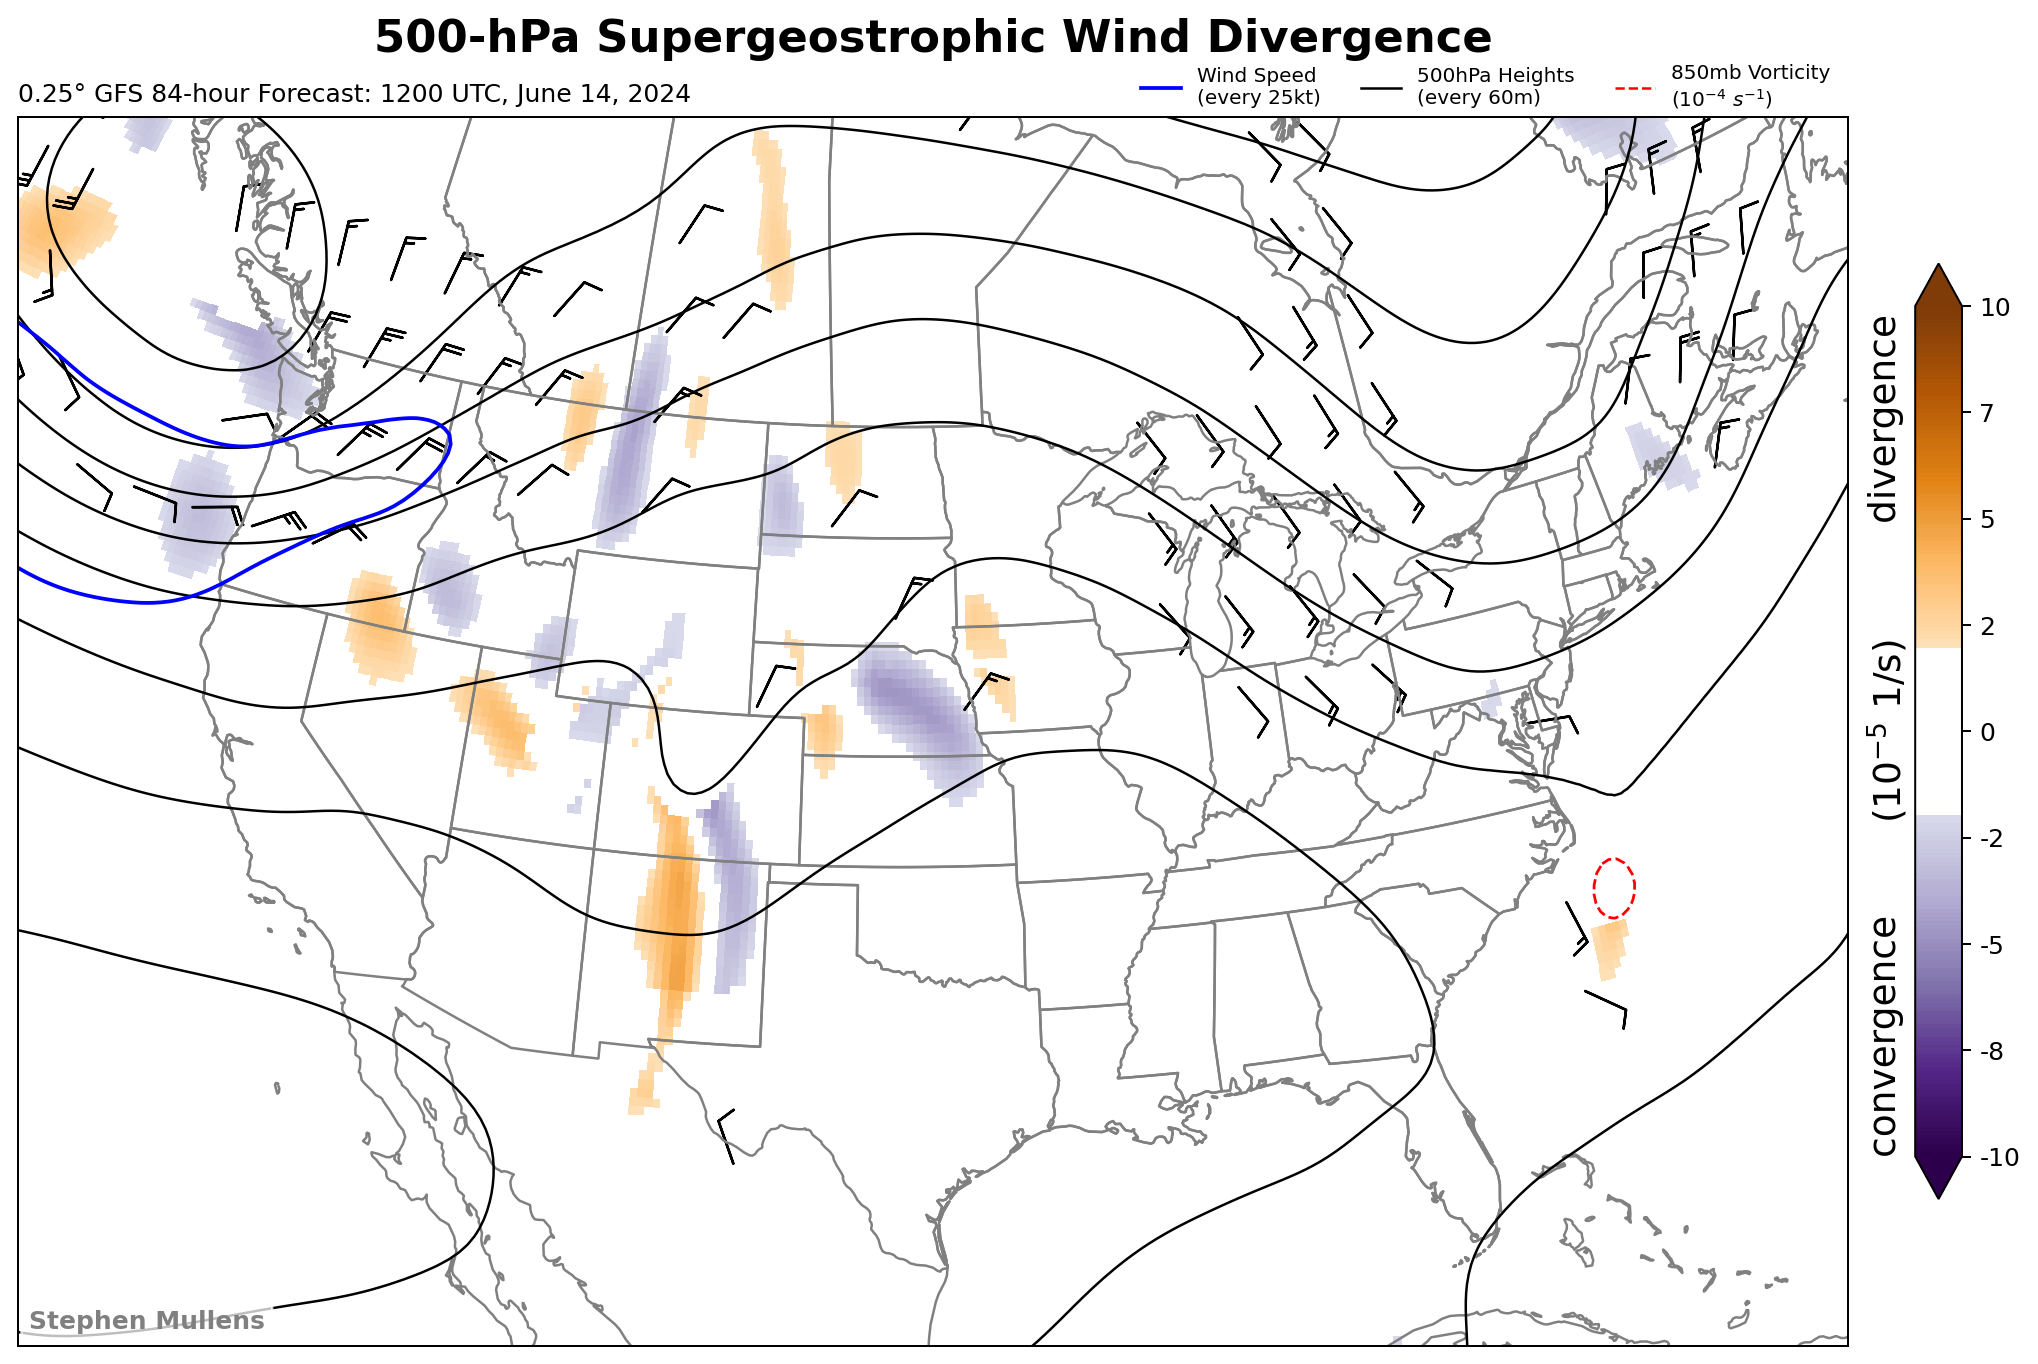 500-hPa Supergeostrophic Wind Divergence
0.25° GFS 84-hour Forecast: 1200 UTC, June 14, 2024
Wind Speed
(every 25kt)
500hPa Heights
(every 60m)
850mb Vorticity
(10⁻⁴ s⁻¹)
10
7
5
2
0
-2
-5
-8
-10
convergence (10⁻⁵ 1/s) divergence
Stephen Mullens